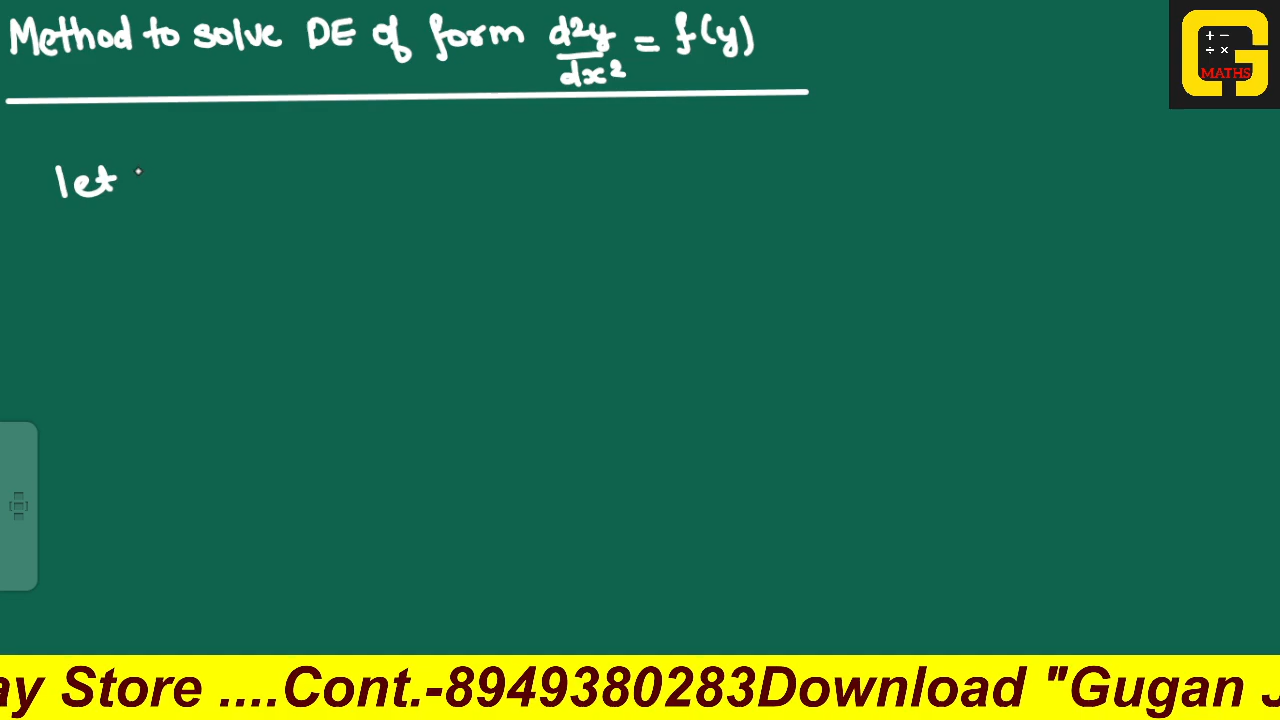 Method to solve DE of form d²y/dx² = f(y)
+ −
÷ ×
MATHS
let
ay Store ....Cont.-8949380283Download "Gugan J